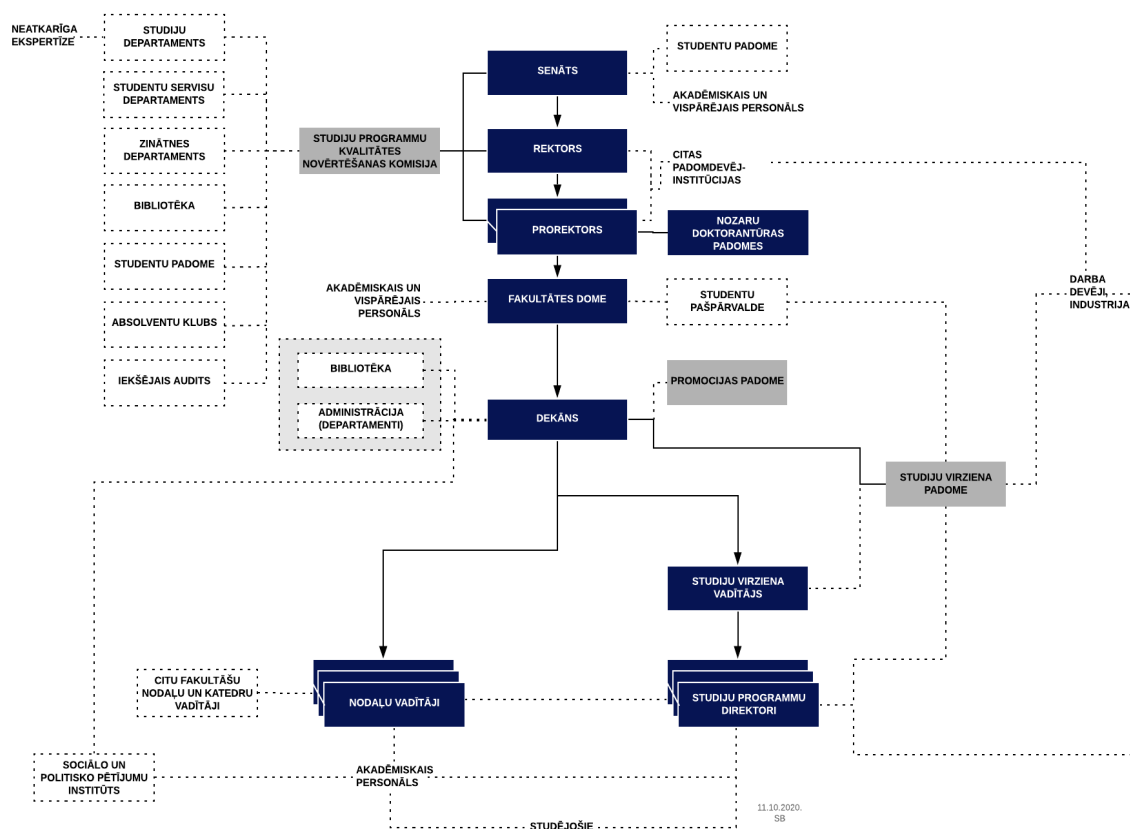 NEATKARĪGA
EKSPERTĪZE
STUDIJU
DEPARTAMENTS
STUDENTU SERVISU
DEPARTAMENTS
ZINĀTNES
DEPARTAMENTS
BIBLIOTĒKA
STUDENTU PADOME
ABSOLVENTU KLUBS
IEKŠĒJAIS AUDITS
STUDIJU PROGRAMMU
KVALITĀTES
NOVĒRTĒŠANAS KOMISIJA
SENĀTS
STUDENTU PADOME
AKADĒMISKAIS UN
VISPĀRĒJAIS PERSONĀLS
REKTORS
CITAS
PADOMDEVĒJ-
INSTITŪCIJAS
PROREKTORS
NOZARU
DOKTORANTŪRAS
PADOMES
AKADĒMISKAIS UN
VISPĀRĒJAIS
PERSONĀLS
FAKULTĀTES DOME
STUDENTU
PAŠPĀRVALDE
DARBA
DEVĒJI,
INDUSTRIJA
BIBLIOTĒKA
ADMINISTRĀCIJA
(DEPARTAMENTI)
PROMOCIJAS PADOME
DEKĀNS
STUDIJU VIRZIENA
PADOME
STUDIJU VIRZIENA
VADĪTĀJS
CITU FAKULTĀŠU
NODAĻU UN KATEDRU
VADĪTĀJI
NODAĻU VADĪTĀJI
STUDIJU PROGRAMMU
DIREKTORI
SOCIĀLO UN
POLITISKO PĒTĪJUMU
INSTITŪTS
AKADĒMISKAIS
PERSONĀLS
11.10.2020.
SB
STUDĒJOŠIE